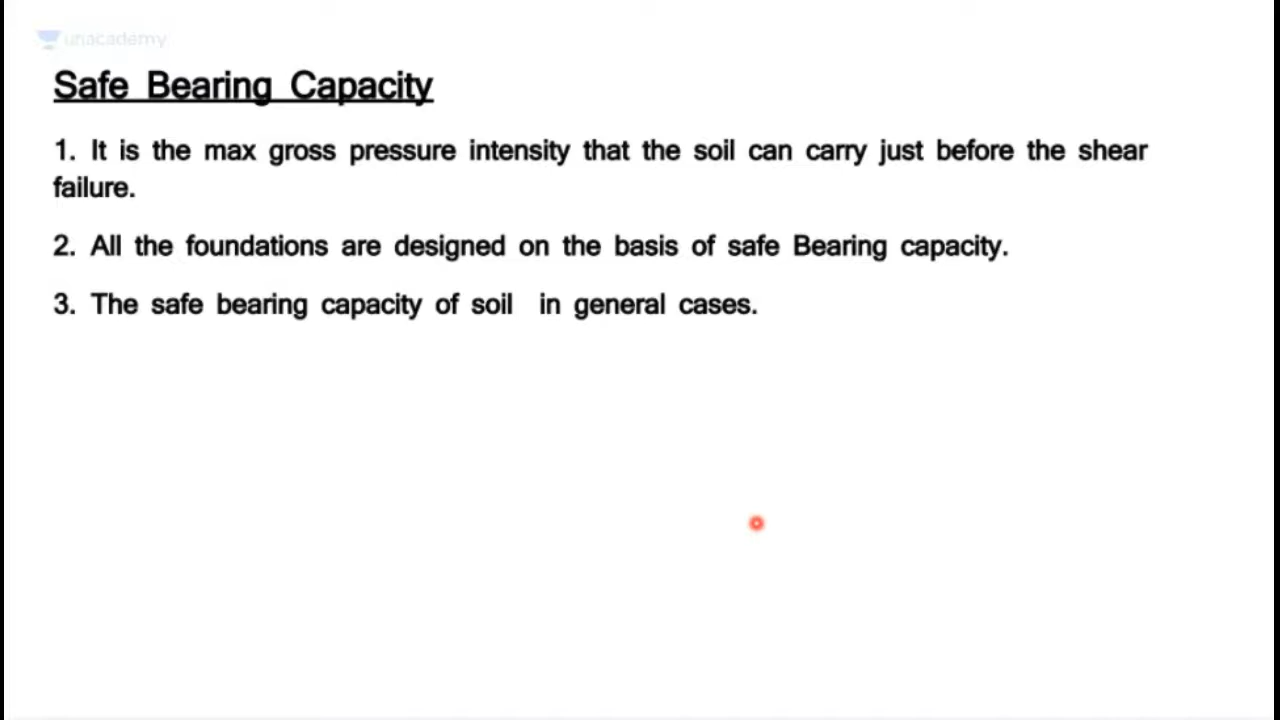 unacademy
Safe Bearing Capacity
1. It is the max gross pressure intensity that the soil can carry just before the shear
failure.
2. All the foundations are designed on the basis of safe Bearing capacity.
3. The safe bearing capacity of soil in general cases.